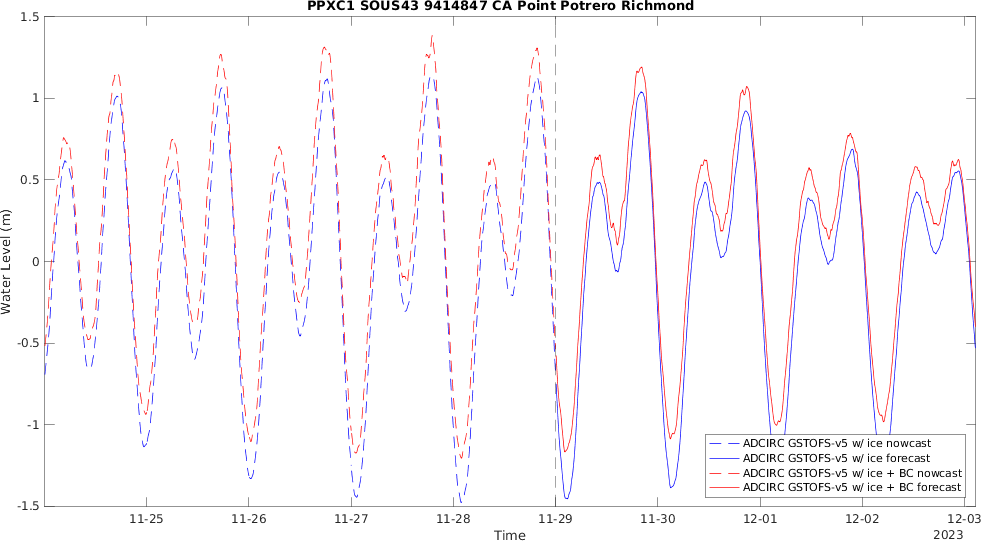 PPXC1 SOUS43 9414847 CA Point Potrero Richmond
1.5
1
0.5
0
-0.5
-1
-1.5
Water Level (m)
11-25
11-26
11-27
11-28
11-29
11-30
12-01
12-02
12-03
Time
2023
ADCIRC GSTOFS-v5 w/ ice nowcast
ADCIRC GSTOFS-v5 w/ ice forecast
ADCIRC GSTOFS-v5 w/ ice + BC nowcast
ADCIRC GSTOFS-v5 w/ ice + BC forecast